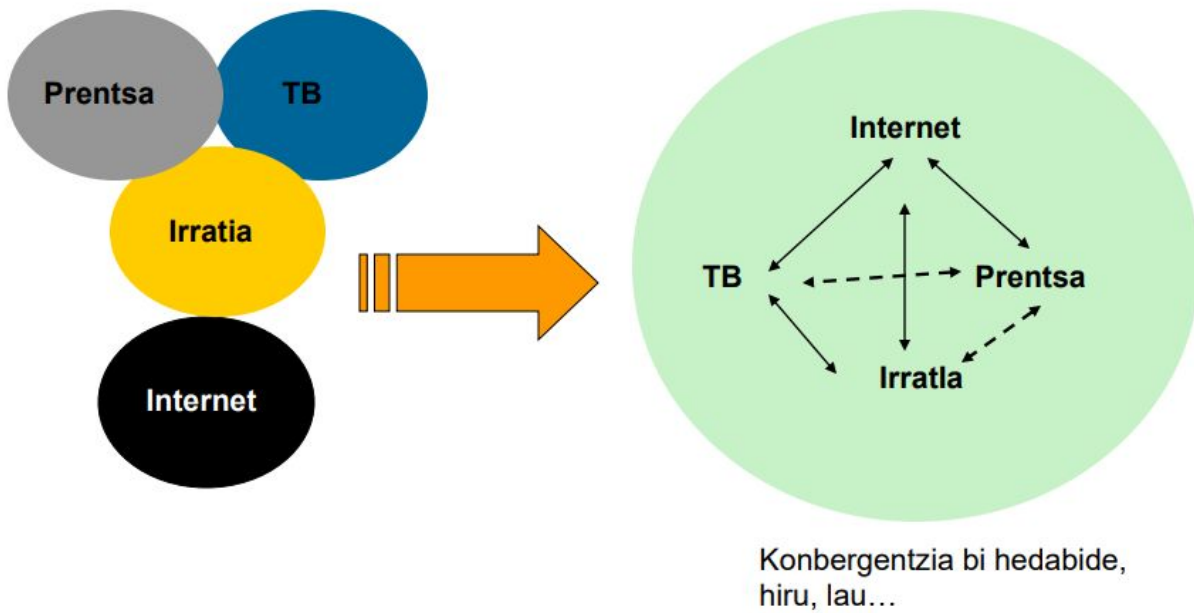 Prentsa
TB
Irratia
Internet
Internet
TB
Prentsa
Irratla
Konbergentzia bi hedabide,
hiru, lau…